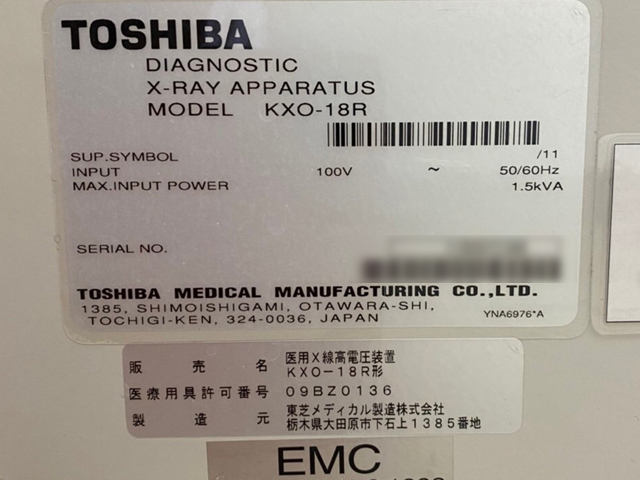 TOSHIBA
DIAGNOSTIC
X-RAY APPARATUS
MODEL KXO-18R
SUP.SYMBOL /11
INPUT 100V ~ 50/60Hz
MAX.INPUT POWER 1.5kVA
SERIAL NO.
TOSHIBA MEDICAL MANUFACTURING CO.,LTD.
1385, SHIMOISHIGAMI, OTAWARA-SHI,
TOCHIGI-KEN, 324-0036, JAPAN
YNA6976*A
販売名 医用X線高電圧装置
KXO-18R形
医療用具許可番号 09BZ0136
製造元 東芝メディカル製造株式会社
栃木県大田原市下石上1385番地
EMC